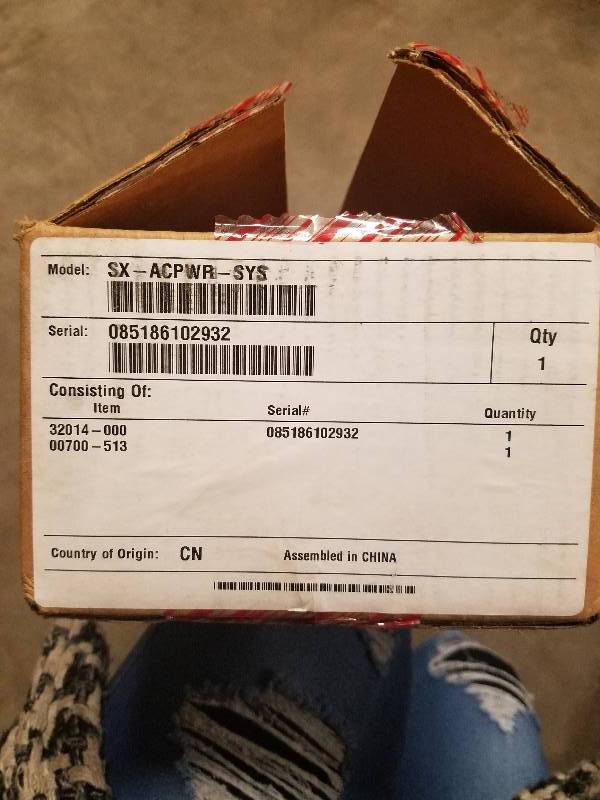 Model: SX-ACPWR-SYS
Serial: 085186102932
Qty
1
Consisting Of:
Item Serial# Quantity
32014-000 085186102932 1
00700-513 1
Country of Origin: CN Assembled in CHINA